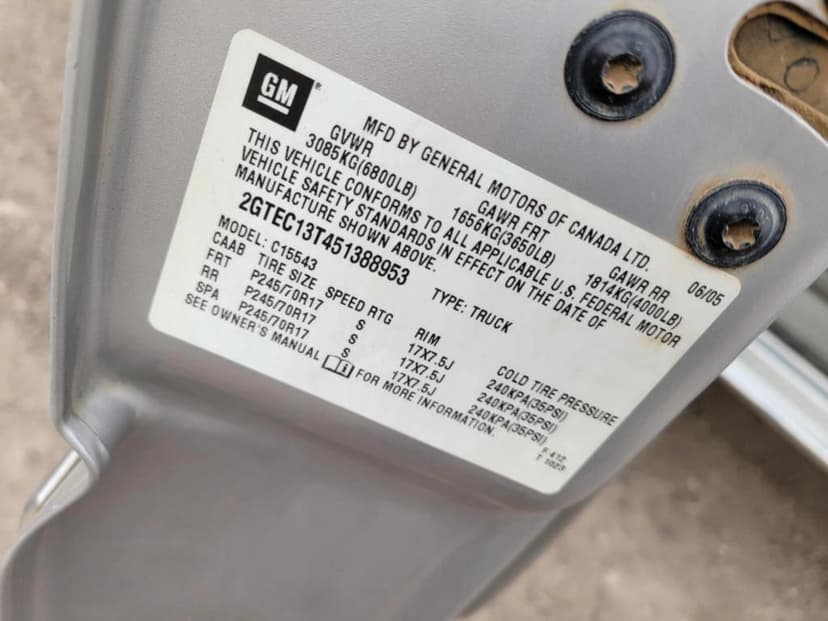 GM
MFD BY GENERAL MOTORS OF CANADA LTD.
06/05
GVWR GAWR FRT GAWR RR
3085KG(6800LB) 1656KG(3650LB) 1814KG(4000LB)
THIS VEHICLE CONFORMS TO ALL APPLICABLE U.S. FEDERAL MOTOR
VEHICLE SAFETY STANDARDS IN EFFECT ON THE DATE OF
MANUFACTURE SHOWN ABOVE.
2GTEC13T451388953 TYPE: TRUCK
MODEL: C15543
CAAB TIRE SIZE SPEED RTG RIM COLD TIRE PRESSURE
FRT P245/70R17 S 17X7.5J 240KPA(35PSI)
RR P245/70R17 S 17X7.5J 240KPA(35PSI)
SPA P245/70R17 S 17X7.5J 240KPA(35PSI)
SEE OWNER'S MANUAL FOR MORE INFORMATION.
T 1023